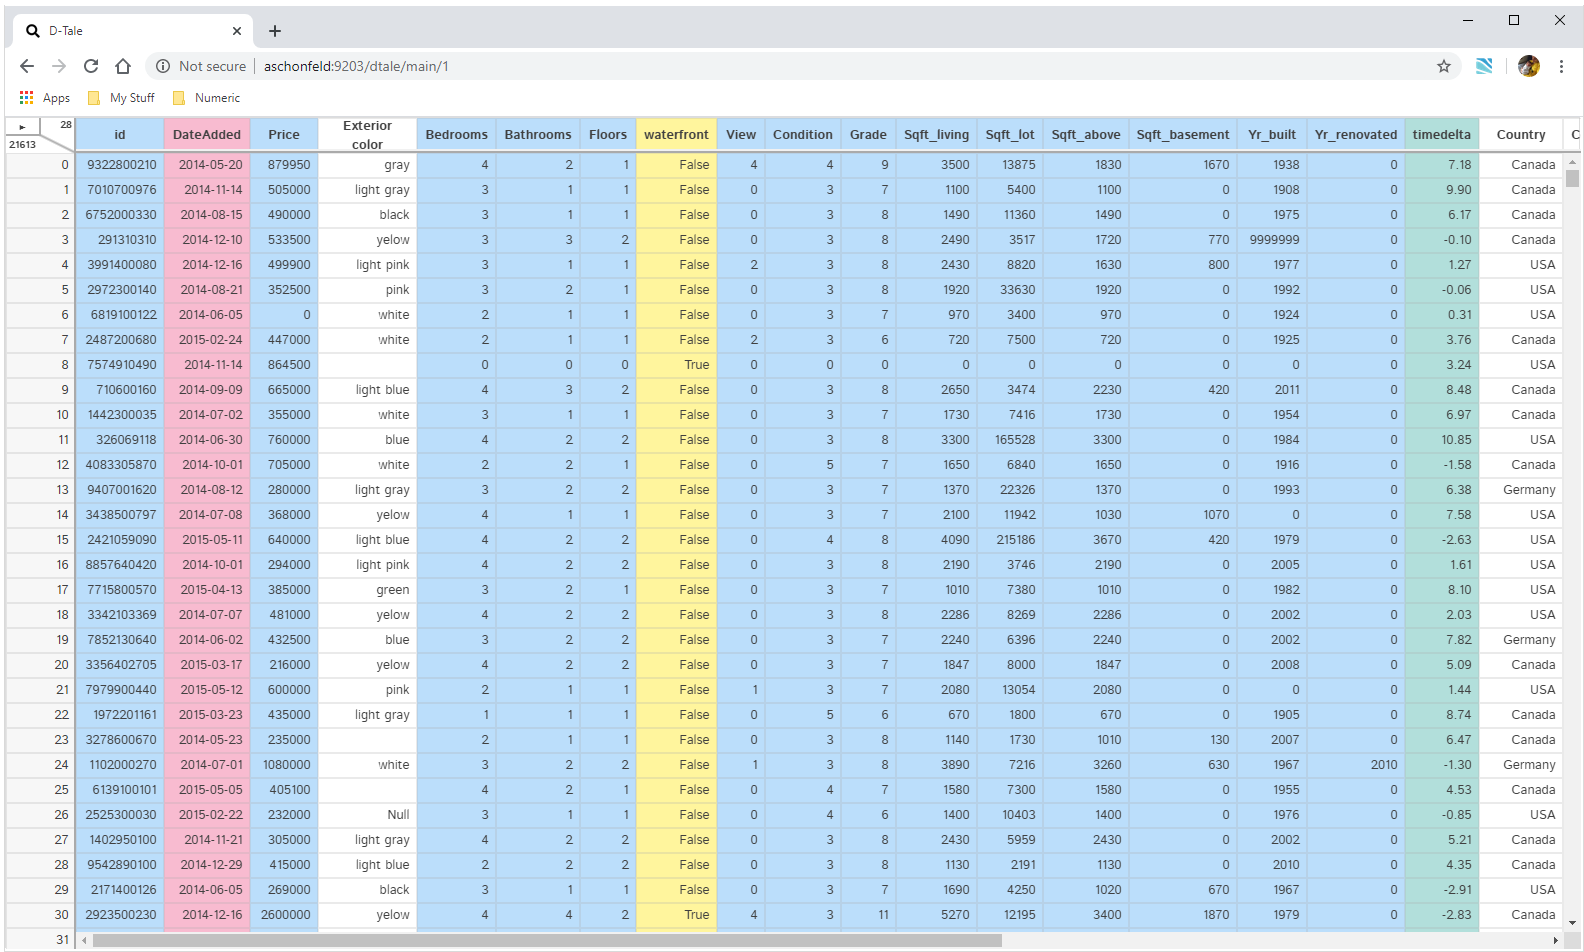 D-Tale
Not secure aschonfeld:9203/dtale/main/1
Apps My Stuff Numeric
28 21613 id DateAdded Price Exterior color Bedrooms Bathrooms Floors waterfront View Condition Grade Sqft_living Sqft_lot Sqft_above Sqft_basement Yr_built Yr_renovated timedelta Country C
0 9322800210 2014-05-20 879950 gray 4 2 1 False 4 4 9 3500 13875 1830 1670 1938 0 7.18 Canada
1 7010700976 2014-11-14 505000 light gray 3 1 1 False 0 3 7 1100 5400 1100 0 1908 0 9.90 Canada
2 6752000330 2014-08-15 490000 black 3 1 1 False 0 3 8 1490 11360 1490 0 1975 0 6.17 Canada
3 291310310 2014-12-10 533500 yelow 3 3 2 False 0 3 8 2490 3517 1720 770 9999999 0 -0.10 Canada
4 3991400080 2014-12-16 499900 light pink 3 1 1 False 2 3 8 2430 8820 1630 800 1977 0 1.27 USA
5 2972300140 2014-08-21 352500 pink 3 2 1 False 0 3 8 1920 33630 1920 0 1992 0 -0.06 USA
6 6819100122 2014-06-05 0 white 2 1 1 False 0 3 7 970 3400 970 0 1924 0 0.31 USA
7 2487200680 2015-02-24 447000 white 2 1 1 False 2 3 6 720 7500 720 0 1925 0 3.76 Canada
8 7574910490 2014-11-14 864500 0 0 0 True 0 0 0 0 0 0 0 0 0 3.24 USA
9 710600160 2014-09-09 665000 light blue 4 3 2 False 0 3 8 2650 3474 2230 420 2011 0 8.48 Canada
10 1442300035 2014-07-02 355000 white 3 1 1 False 0 3 7 1730 7416 1730 0 1954 0 6.97 Canada
11 326069118 2014-06-30 760000 blue 4 2 2 False 0 3 8 3300 165528 3300 0 1984 0 10.85 USA
12 4083305870 2014-10-01 705000 white 2 2 1 False 0 5 7 1650 6840 1650 0 1916 0 -1.58 Canada
13 9407001620 2014-08-12 280000 light gray 3 2 2 False 0 3 7 1370 22326 1370 0 1993 0 6.38 Germany
14 3438500797 2014-07-08 368000 yelow 4 1 1 False 0 3 7 2100 11942 1030 1070 0 0 7.58 USA
15 2421059090 2015-05-11 640000 light blue 4 2 2 False 0 4 8 4090 215186 3670 420 1979 0 -2.63 USA
16 8857640420 2014-10-01 294000 light pink 4 2 2 False 0 3 8 2190 3746 2190 0 2005 0 1.61 USA
17 7715800570 2015-04-13 385000 green 3 2 1 False 0 3 7 1010 7380 1010 0 1982 0 8.10 USA
18 3342103369 2014-07-07 481000 yelow 4 2 2 False 0 3 8 2286 8269 2286 0 2002 0 2.03 USA
19 7852130640 2014-06-02 432500 blue 3 2 2 False 0 3 7 2240 6396 2240 0 2002 0 7.82 Germany
20 3356402705 2015-03-17 216000 yelow 4 2 2 False 0 3 7 1847 8000 1847 0 2008 0 5.09 Canada
21 7979900440 2015-05-12 600000 pink 2 1 1 False 1 3 7 2080 13054 2080 0 0 0 1.44 USA
22 1972201161 2015-03-23 435000 light gray 1 1 1 False 0 5 6 670 1800 670 0 1905 0 8.74 Canada
23 3278600670 2014-05-23 235000 2 1 1 False 0 3 8 1140 1730 1010 130 2007 0 6.47 Canada
24 1102000270 2014-07-01 1080000 white 3 2 2 False 1 3 8 3890 7216 3260 630 1967 2010 -1.30 Germany
25 6139100101 2015-05-05 405100 4 2 1 False 0 4 7 1580 7300 1580 0 1955 0 4.53 Canada
26 2525300030 2015-02-22 232000 Null 3 1 1 False 0 4 6 1400 10403 1400 0 1976 0 -0.85 USA
27 1402950100 2014-11-21 305000 light gray 4 2 2 False 0 3 8 2430 5959 2430 0 2002 0 5.21 Canada
28 9542890100 2014-12-29 415000 light blue 2 2 2 False 0 3 8 1130 2191 1130 0 2010 0 4.35 Canada
29 2171400126 2014-06-05 269000 black 3 1 1 False 0 3 7 1690 4250 1020 670 1967 0 -2.91 USA
30 2923500230 2014-12-16 2600000 yelow 4 4 2 True 4 3 11 5270 12195 3400 1870 1979 0 -2.83 Canada
31